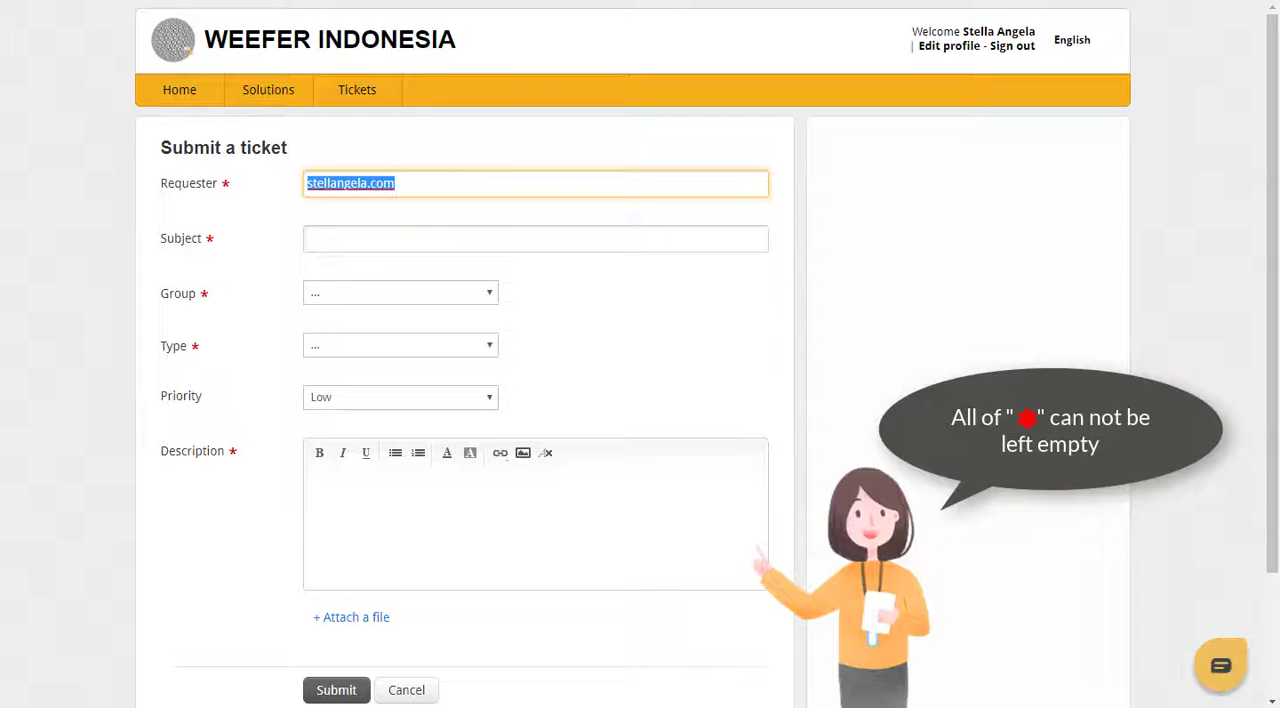 WEEFER INDONESIA
Welcome Stella Angela
| Edit profile - Sign out
English
Home
Solutions
Tickets
Submit a ticket
Requester *
stellangela.com
Subject *
Group *
...
Type *
...
Priority
Low
Description *
B I U A A
+ Attach a file
Submit
Cancel
All of "*" can not be
left empty